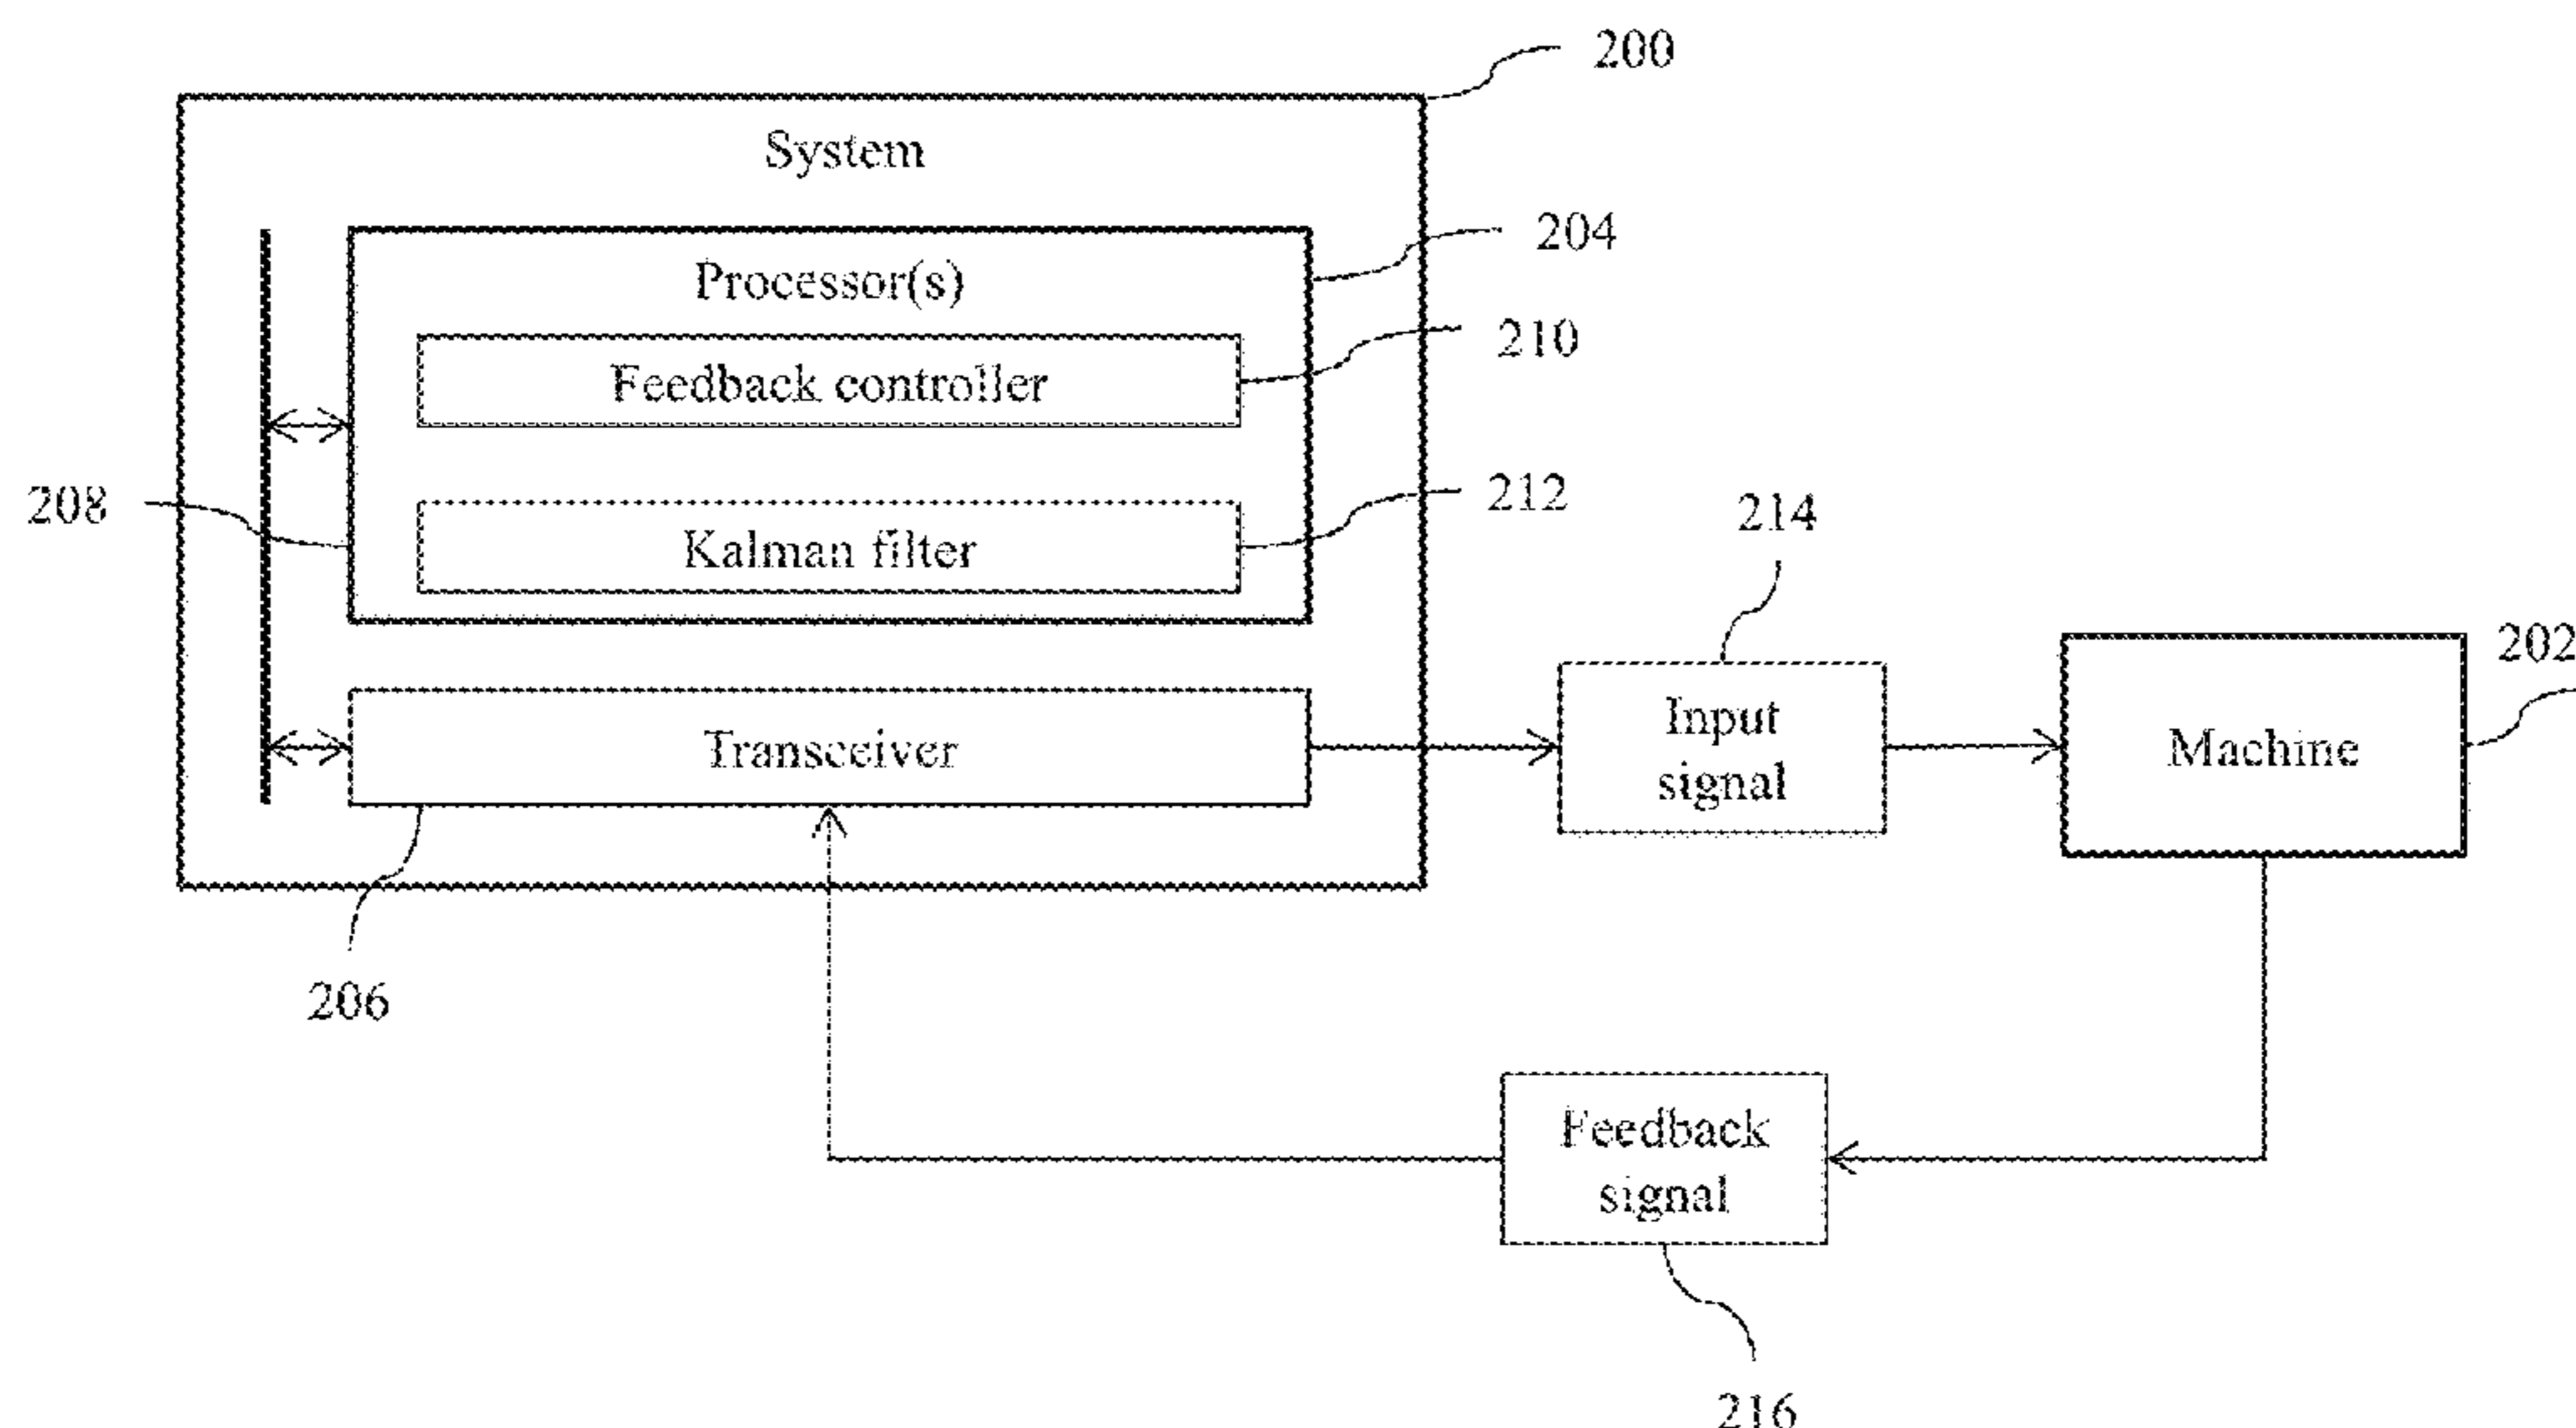 200
System
204
Processor(s)
210
Feedback controller
208
212
Kalman filter
214
202
Input
signal
Machine
Transceiver
206
Feedback
signal
216